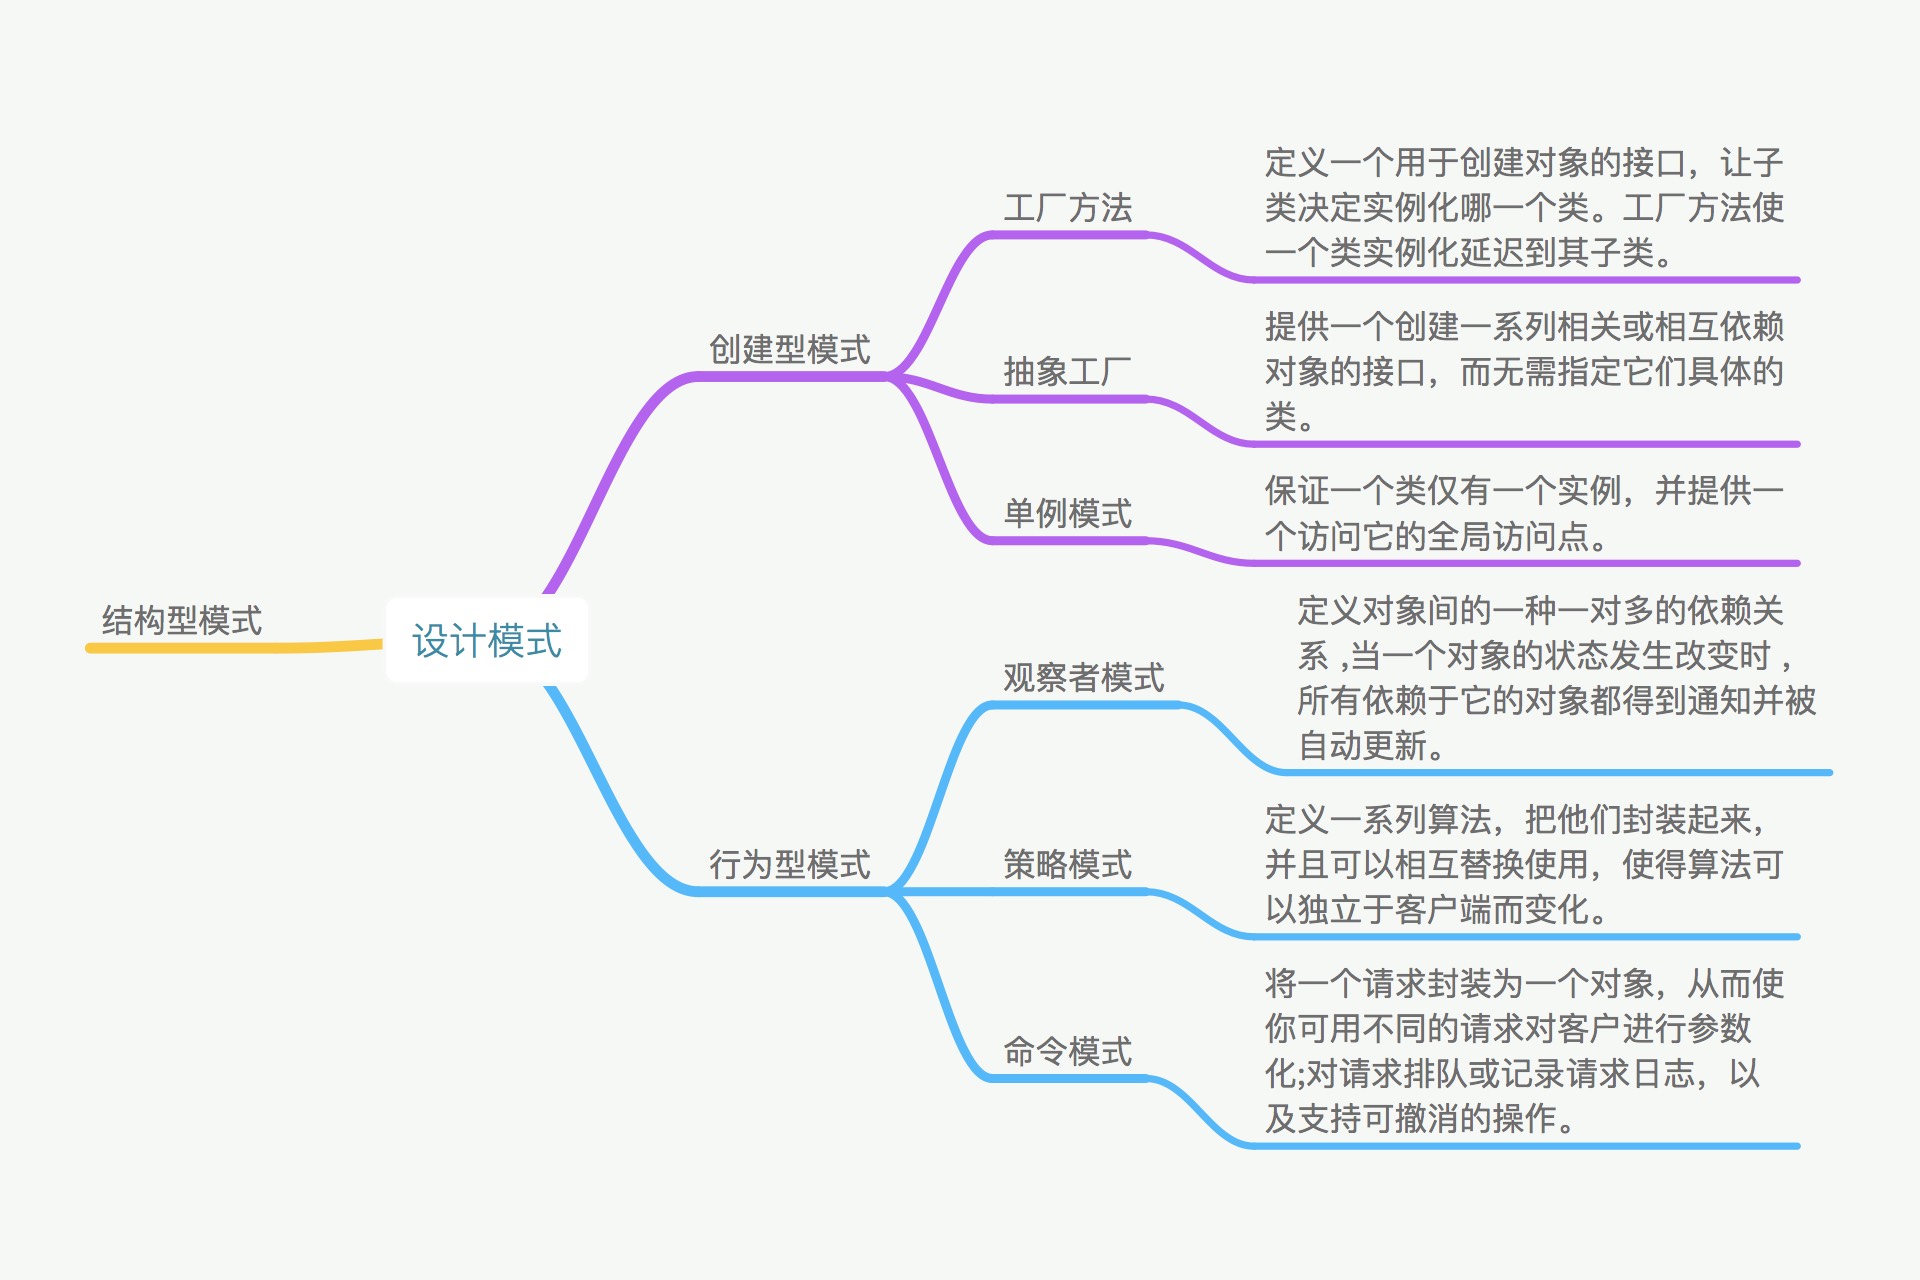 设计模式
结构型模式
创建型模式
工厂方法
定义一个用于创建对象的接口，让子
类决定实例化哪一个类。工厂方法使
一个类实例化延迟到其子类。
抽象工厂
提供一个创建一系列相关或相互依赖
对象的接口，而无需指定它们具体的
类。
单例模式
保证一个类仅有一个实例，并提供一
个访问它的全局访问点。
行为型模式
观察者模式
定义对象间的一种一对多的依赖关
系 ,当一个对象的状态发生改变时 ，
所有依赖于它的对象都得到通知并被
自动更新。
策略模式
定义一系列算法，把他们封装起来，
并且可以相互替换使用，使得算法可
以独立于客户端而变化。
命令模式
将一个请求封装为一个对象，从而使
你可用不同的请求对客户进行参数
化;对请求排队或记录请求日志，以
及支持可撤消的操作。